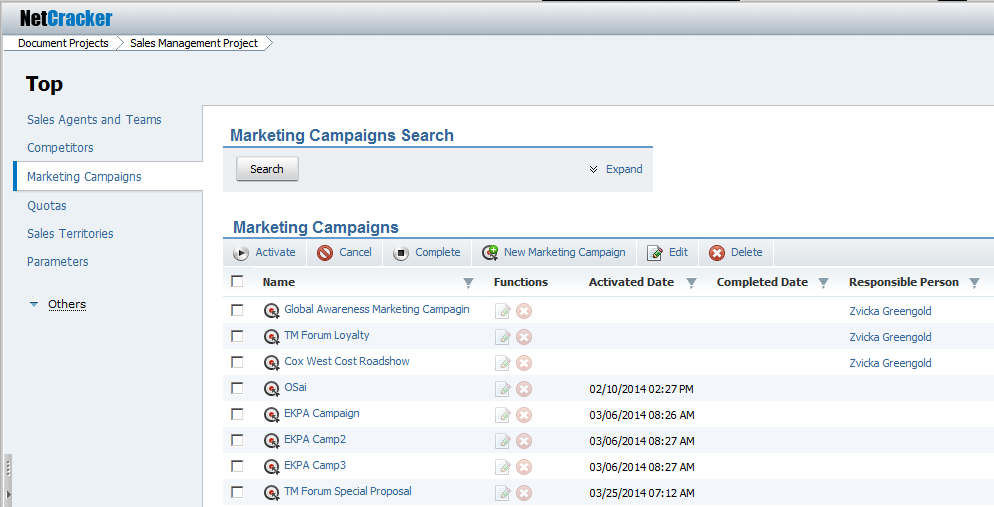 NetCracker
Document Projects Sales Management Project
Top
Sales Agents and Teams
Competitors
Marketing Campaigns
Quotas
Sales Territories
Parameters
Others
Marketing Campaigns Search
Search Expand
Marketing Campaigns
Activate Cancel Complete New Marketing Campaign Edit Delete
Name Functions Activated Date Completed Date Responsible Person
Global Awareness Marketing Campagin Zvicka Greengold
TM Forum Loyalty Zvicka Greengold
Cox West Cost Roadshow Zvicka Greengold
OSai 02/10/2014 02:27 PM
EKPA Campaign 03/06/2014 08:26 AM
EKPA Camp2 03/06/2014 08:27 AM
EKPA Camp3 03/06/2014 08:27 AM
TM Forum Special Proposal 03/25/2014 07:12 AM